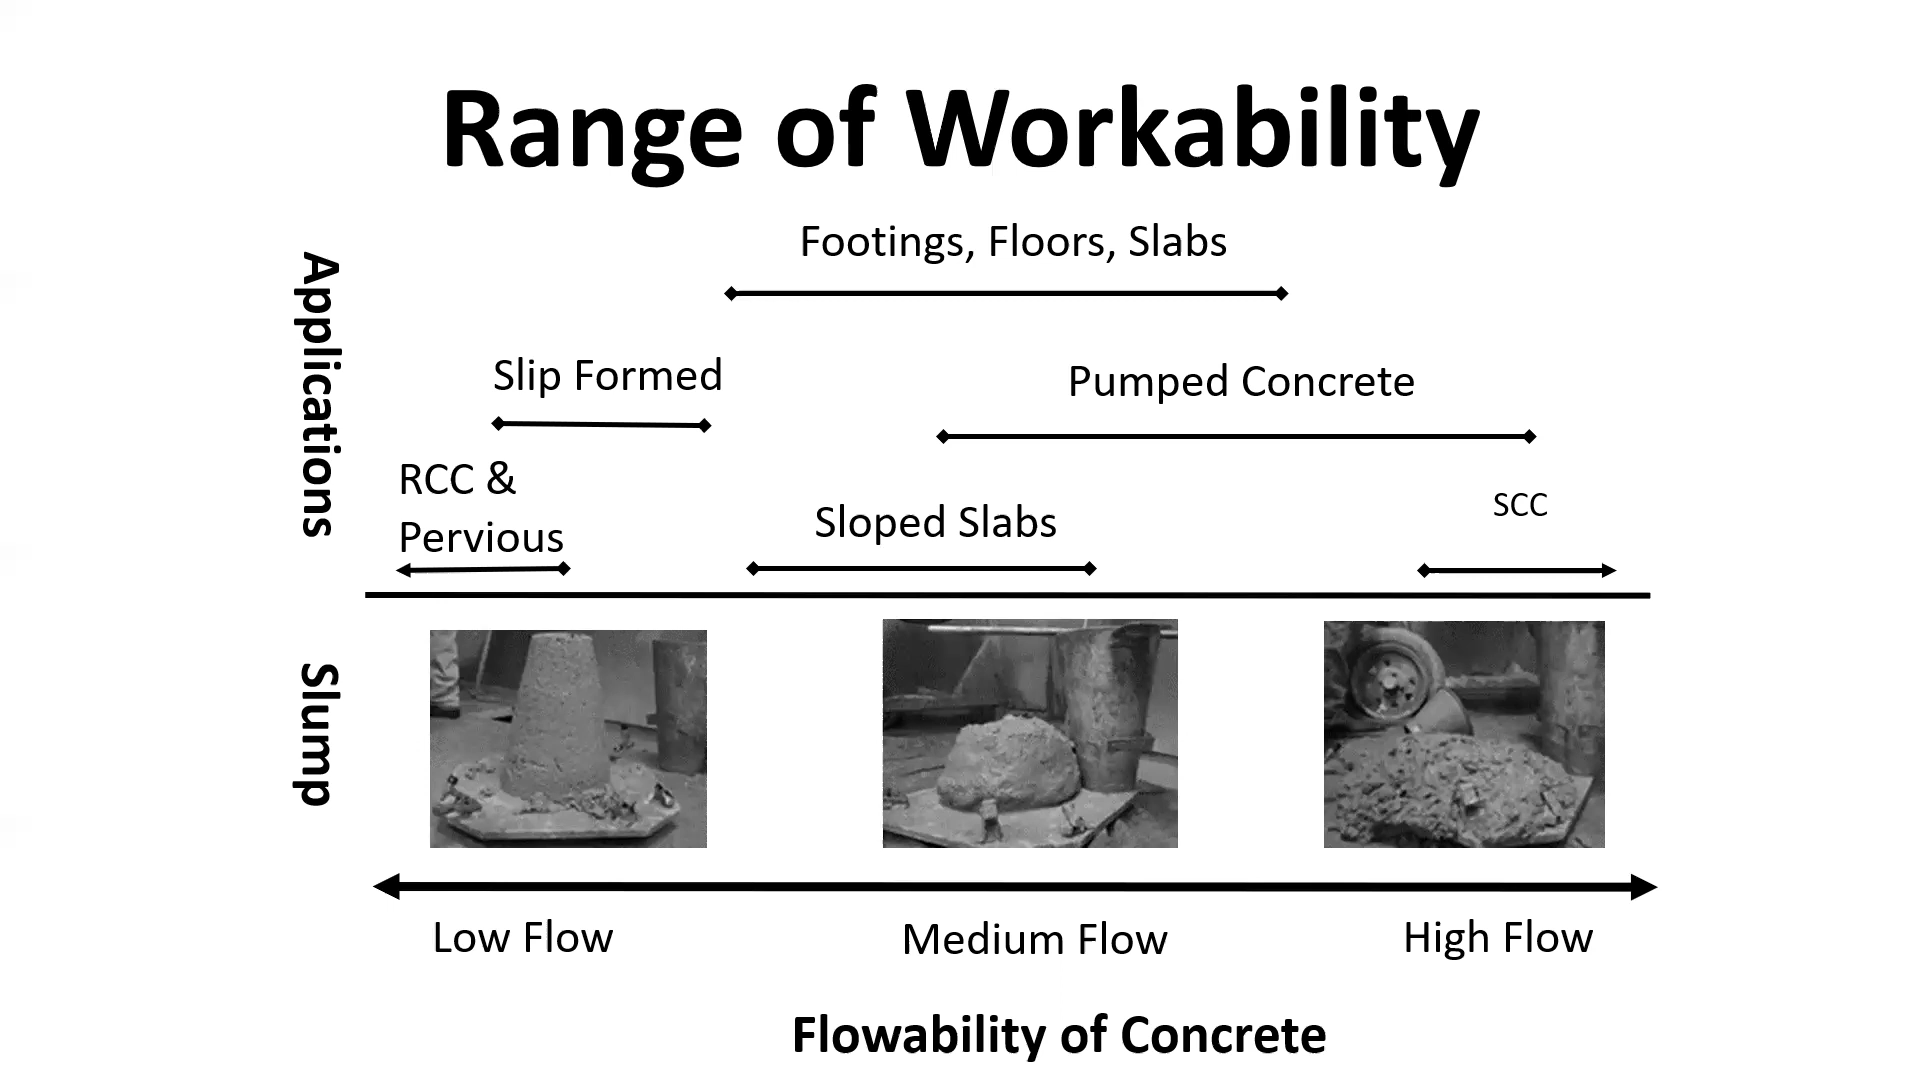 Range of Workability
Applications
Footings, Floors, Slabs
Slip Formed
Pumped Concrete
RCC &
Pervious
Sloped Slabs
SCC
Slump
Low Flow
Medium Flow
High Flow
Flowability of Concrete